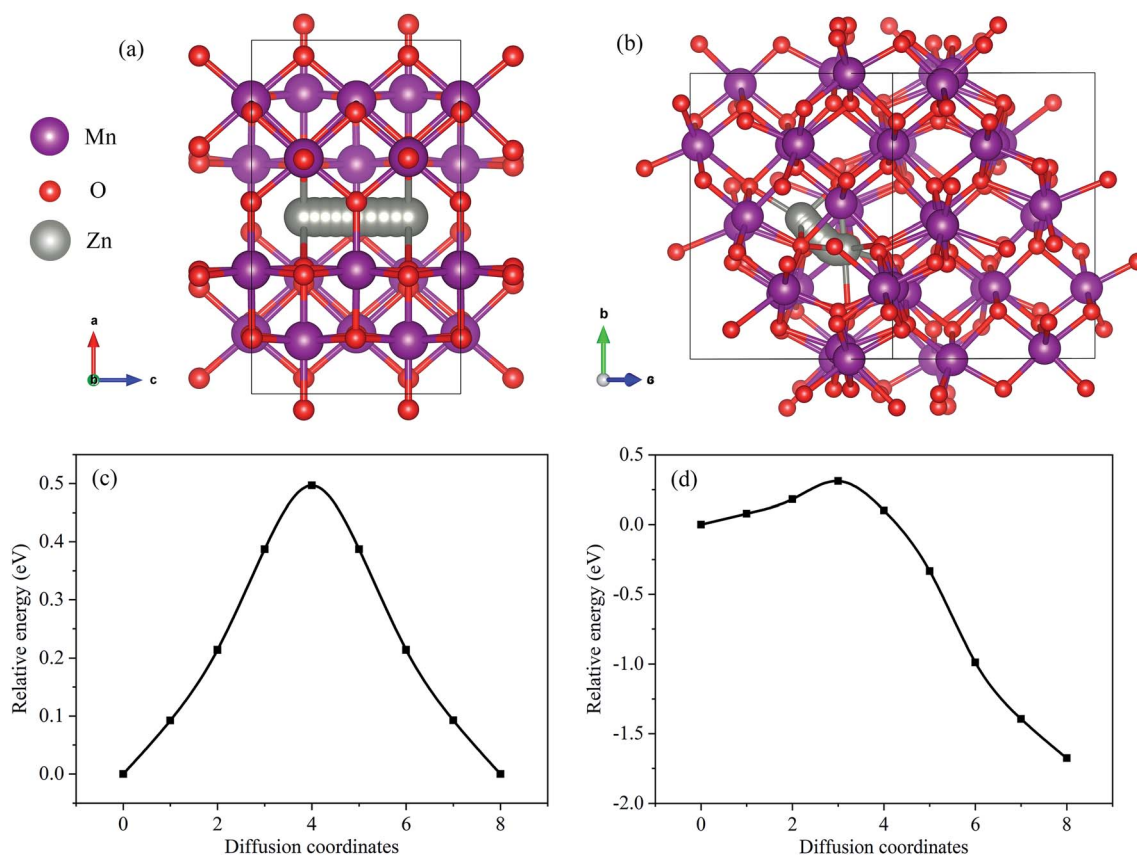 (a)
(b)
Mn
O
Zn
a
b
c
b
(c)
(d)
Relative energy (eV)
0.5
0.4
0.3
0.2
0.1
0.0
0
2
4
6
8
Diffusion coordinates
Relative energy (eV)
0.5
0.0
-0.5
-1.0
-1.5
-2.0
0
2
4
6
8
Diffusion coordinates